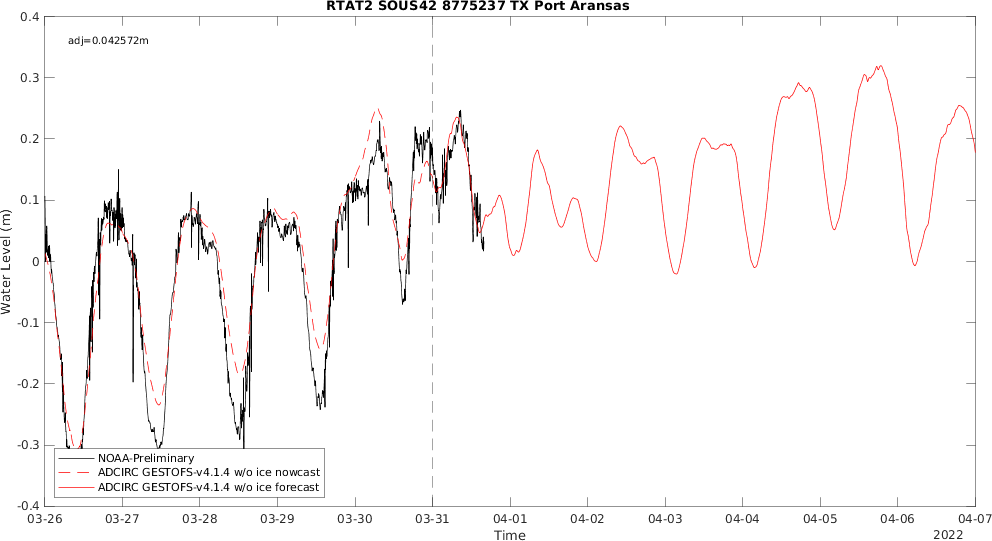 RTAT2 SOUS42 8775237 TX Port Aransas
adj=0.042572m
0.4
0.3
0.2
0.1
0
-0.1
-0.2
-0.3
-0.4
Water Level (m)
NOAA-Preliminary
ADCIRC GESTOFS-v4.1.4 w/o ice nowcast
ADCIRC GESTOFS-v4.1.4 w/o ice forecast
03-26 03-27 03-28 03-29 03-30 03-31 04-01 04-02 04-03 04-04 04-05 04-06 04-07
Time
2022